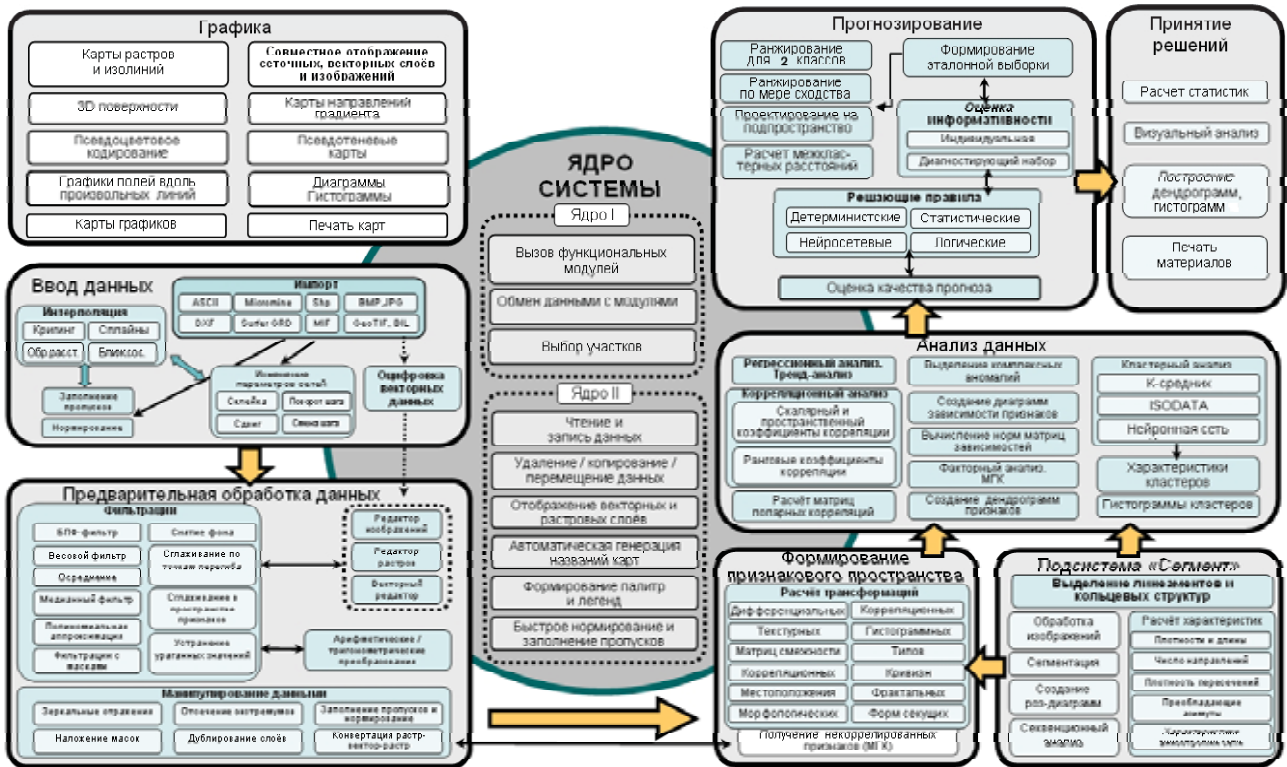 Графика
Карты растров
и изолиний
Совместное отображение
сеточных, векторных слоёв
и изображений
3D поверхности
Карты направлений
градиента
Псевдоцветовое
кодирование
Псевдотеневые
карты
Графики полей вдоль
произвольных линий
Диаграммы
Гистограммы
Карты графиков
Печать карт
Ввод данных
Импорт
ASCII
Micromine
Shp
BMP, JPG
DXF
Surfer GRD
MIF
GeoTIF, BIL
Интерполяция
Кригинг
Сплайны
Обр.расст.
Ближ.сос.
Заполнение
пропусков
Нормирование
Изменение
параметров сетей
Склейка
Поворот
Сдвиг
Смена шага
Оцифровка
векторных
данных
Предварительная обработка данных
Фильтрации
БПФ-фильтр
Снятие фона
Весовой фильтр
Сглаживание по
точкам перегиба
Осреднение
Медианный фильтр
Сглаживание в
пространстве
признаков
Полиномиальная
аппроксимация
Устранение
ураганных значений
Фильтрация с
масками
Редактор
изображений
Редактор
растров
Векторный
редактор
Арифметические /
тригонометрические
преобразования
Манипулирование данными
Зеркальные отражения
Отсечение экстремумов
Заполнение пропусков и
нормирование
Наложение масок
Дублирование слоёв
Конвертация растр-
вектор-растр
ЯДРО
СИСТЕМЫ
Ядро I
Вызов функциональных
модулей
Обмен данными с модулями
Выбор участков
Ядро II
Чтение и
запись данных
Удаление / копирование /
перемещение данных
Отображение векторных и
растровых слоёв
Автоматическая генерация
названий карт
Формирование палитр
и легенд
Быстрое нормирование и
заполнение пропусков
Прогнозирование
Ранжирование
для 2 классов
Ранжирование
по мере сходства
Проектирование на
подпространство
Расчет межклас-
терных расстояний
Формирование
эталонной выборки
Оценка
информативности
Индивидуальная
Диагностирующий набор
Решающие правила
Детерминистские
Статистические
Нейросетевые
Логические
Оценка качества прогноза
Принятие
решений
Расчет статистик
Визуальный анализ
Построение
дендрограмм,
гистограмм
Печать
материалов
Анализ данных
Регрессионный анализ.
Тренд-анализ
Корреляционный анализ
Скалярный и
пространственный
коэффициенты корреляции
Ранговые коэффициенты
корреляции
Расчёт матриц
попарных корреляций
Выделение комплексных
аномалий
Создание диаграмм
зависимости признаков
Вычисление норм матриц
зависимостей
Факторный анализ.
МГК
Создание дендрограмм
признаков
Кластерный анализ
К-средних
ISODATA
Нейронная сеть
Характеристики
кластеров
Гистограммы кластеров
Формирование
признакового пространства
Расчёт трансформаций
Дифференциальных
Корреляционных
Текстурных
Гистограммных
Матриц смежности
Типов
Корреляционных
Кривизн
Местоположения
Фрактальных
Морфологических
Форм секущих
Получение некоррелированных
признаков (МГК)
Подсистема «Сегмент»
Выделение линеаментов и
кольцевых структур
Обработка
изображений
Сегментация
Создание
роз-диаграмм
Секвенционный
анализ
Расчёт характеристик
Плотности и длины
Число направлений
Плотность пересечений
Преобладающие
азимуты
Характеристики